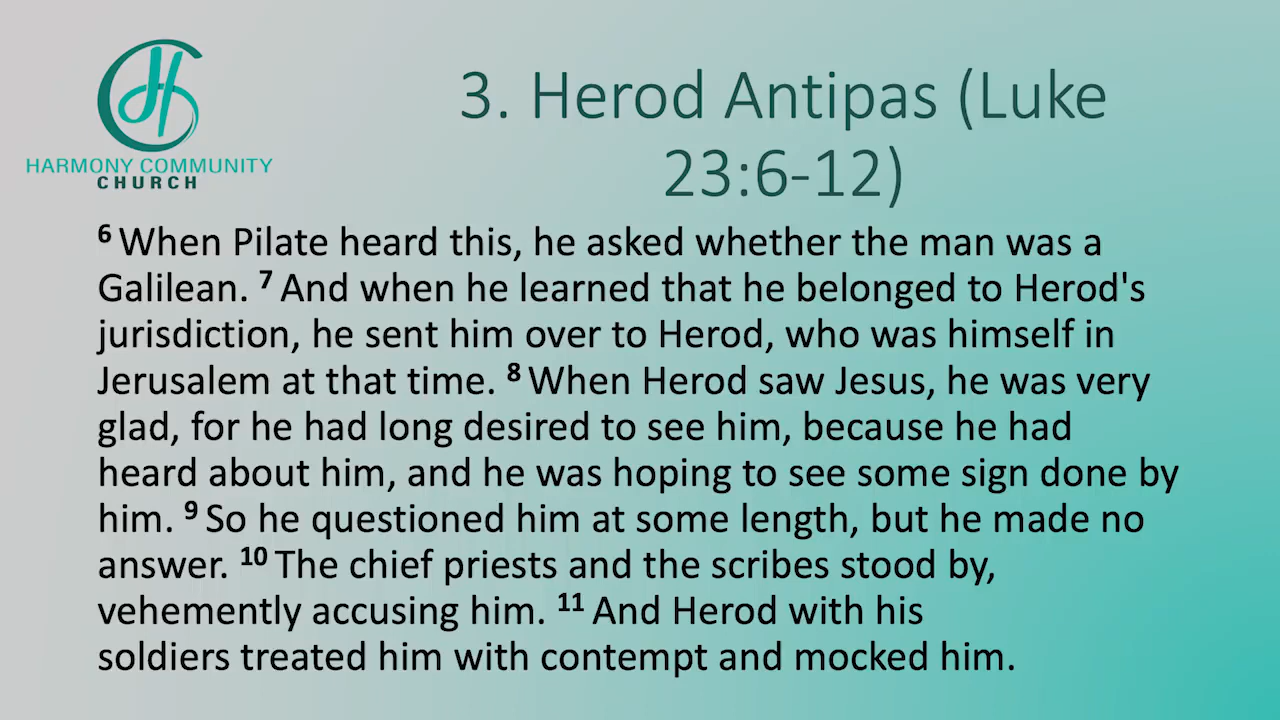 HARMONY COMMUNITY
CHURCH
3. Herod Antipas (Luke
23:6-12)
6 When Pilate heard this, he asked whether the man was a
Galilean. 7 And when he learned that he belonged to Herod's
jurisdiction, he sent him over to Herod, who was himself in
Jerusalem at that time. 8 When Herod saw Jesus, he was very
glad, for he had long desired to see him, because he had
heard about him, and he was hoping to see some sign done by
him. 9 So he questioned him at some length, but he made no
answer. 10 The chief priests and the scribes stood by,
vehemently accusing him. 11 And Herod with his
soldiers treated him with contempt and mocked him.